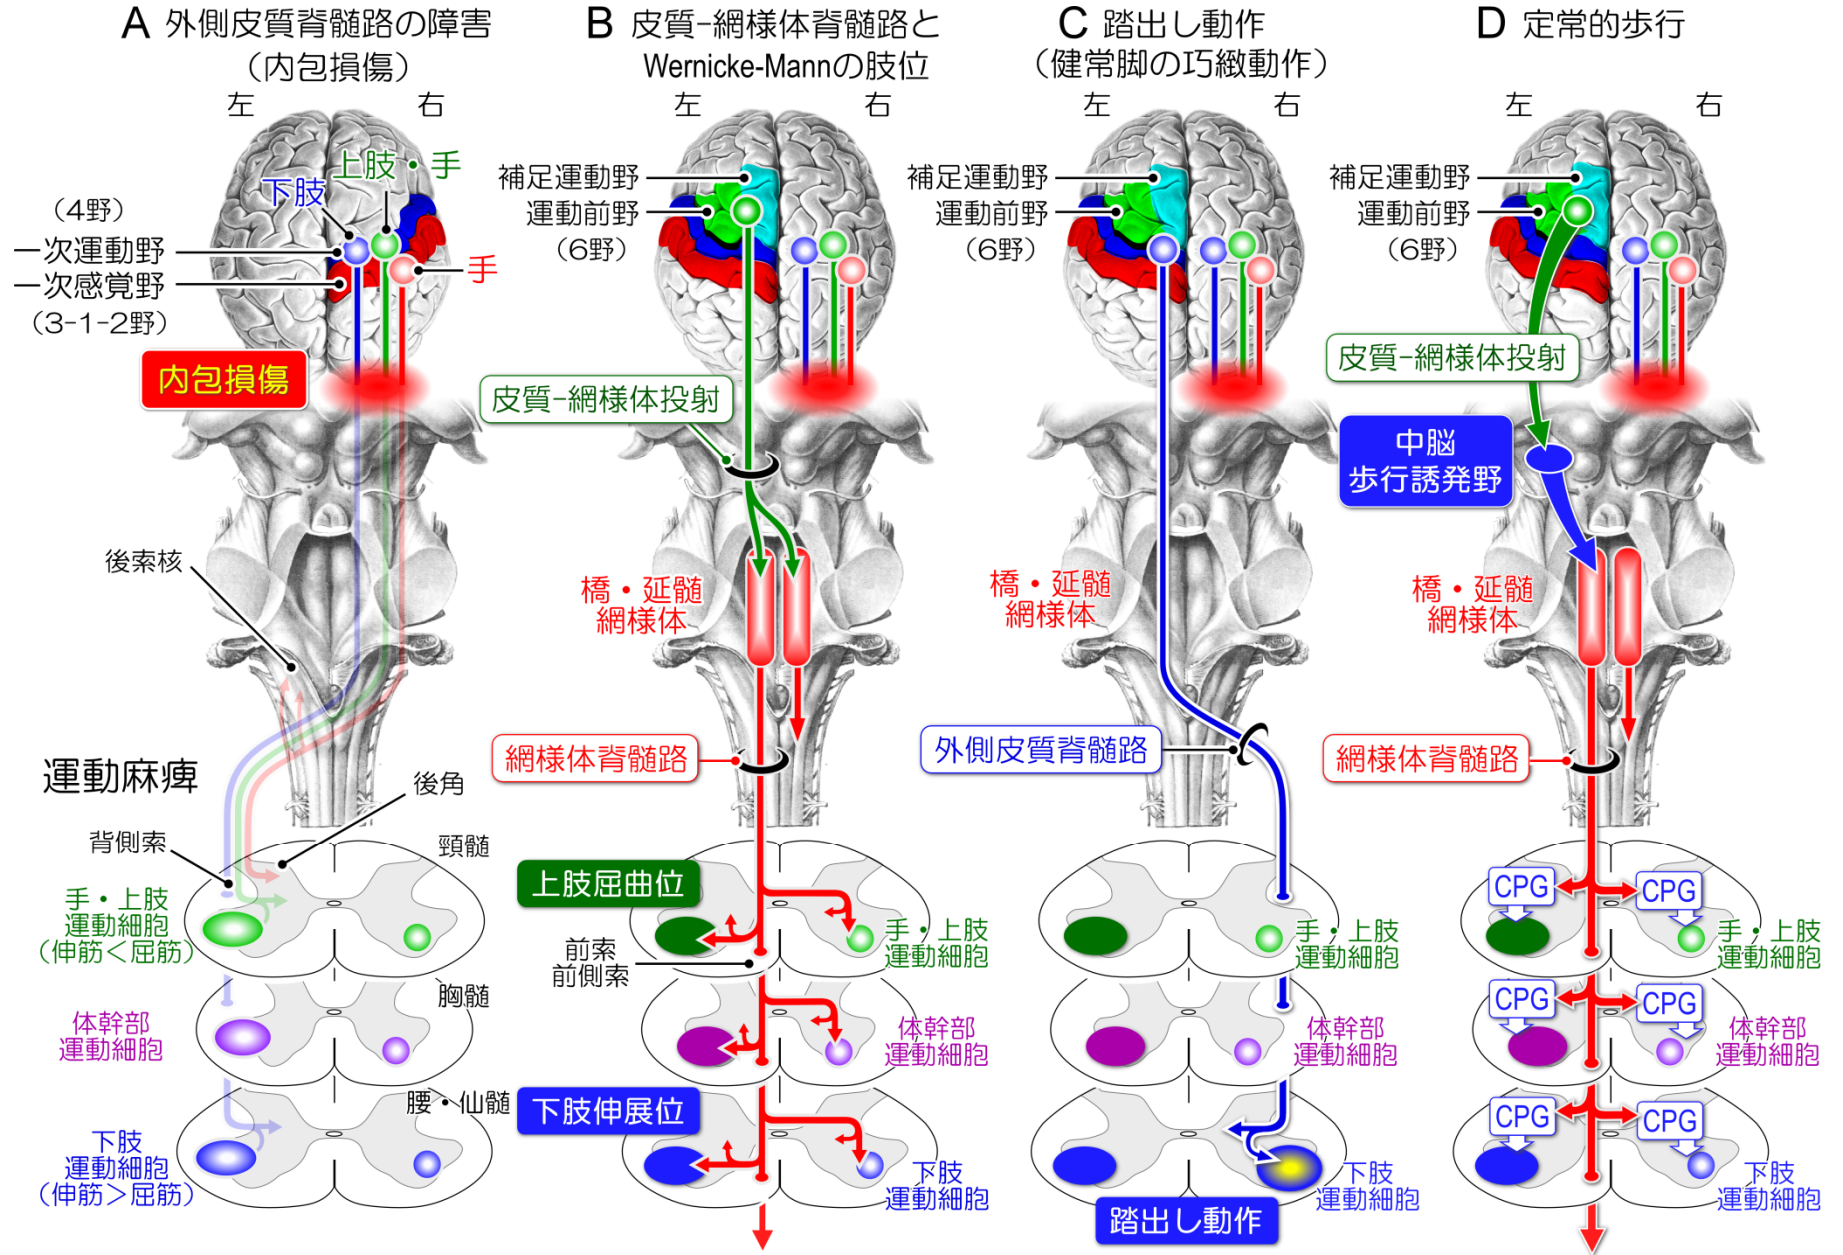 A 外側皮質脊髄路の障害
（内包損傷）
左
右
上肢・手
下肢
（4野）
一次運動野
一次感覚野
（3-1-2野）
手
内包損傷
後索核
運動麻痺
後角
背側索
頸髄
手・上肢
運動細胞
（伸筋＜屈筋）
胸髄
体幹部
運動細胞
腰・仙髄
下肢
運動細胞
（伸筋＞屈筋）
B 皮質-網様体脊髄路と
Wernicke-Mannの肢位
左
右
補足運動野
運動前野
（6野）
皮質-網様体投射
橋・延髄
網様体
網様体脊髄路
上肢屈曲位
手・上肢
運動細胞
前索
前側索
体幹部
運動細胞
下肢伸展位
下肢
運動細胞
C 踏出し動作
（健常脚の巧緻動作）
左
右
補足運動野
運動前野
（6野）
橋・延髄
網様体
外側皮質脊髄路
手・上肢
運動細胞
体幹部
運動細胞
下肢
運動細胞
踏出し動作
D 定常的歩行
左
右
補足運動野
運動前野
（6野）
皮質-網様体投射
中脳
歩行誘発野
橋・延髄
網様体
網様体脊髄路
CPG
CPG
手・上肢
運動細胞
CPG
CPG
体幹部
運動細胞
CPG
CPG
下肢
運動細胞